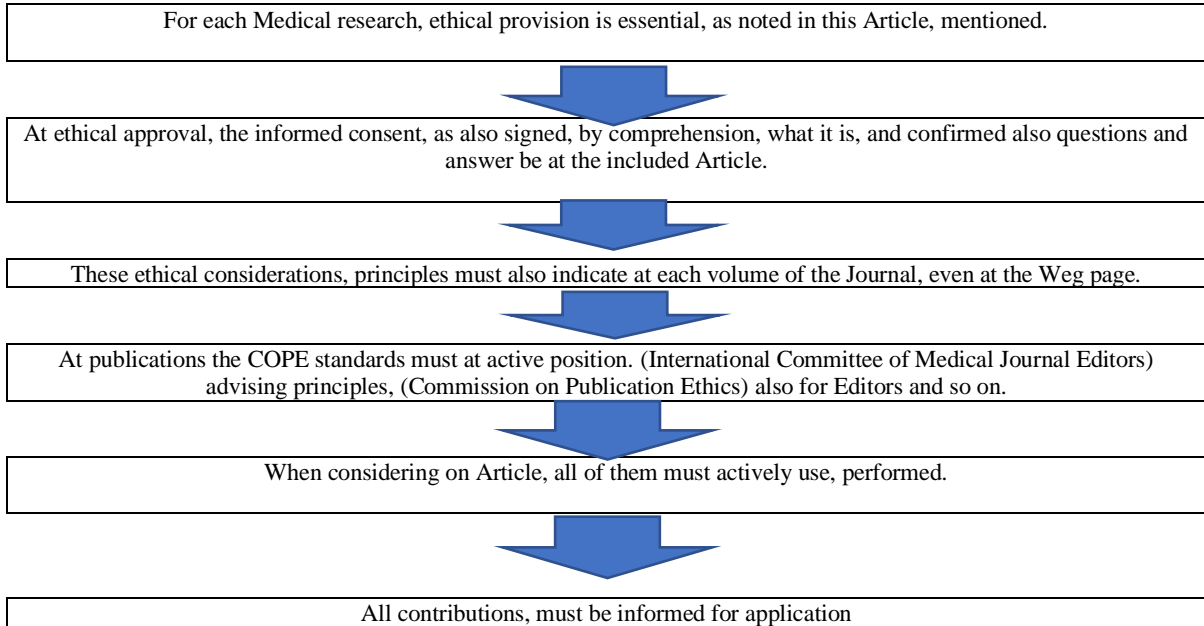 For each Medical research, ethical provision is essential, as noted in this Article, mentioned.
At ethical approval, the informed consent, as also signed, by comprehension, what it is, and confirmed also questions and
answer be at the included Article.
These ethical considerations, principles must also indicate at each volume of the Journal, even at the Weg page.
At publications the COPE standards must at active position. (International Committee of Medical Journal Editors)
advising principles, (Commission on Publication Ethics) also for Editors and so on.
When considering on Article, all of them must actively use, performed.
All contributions, must be informed for application